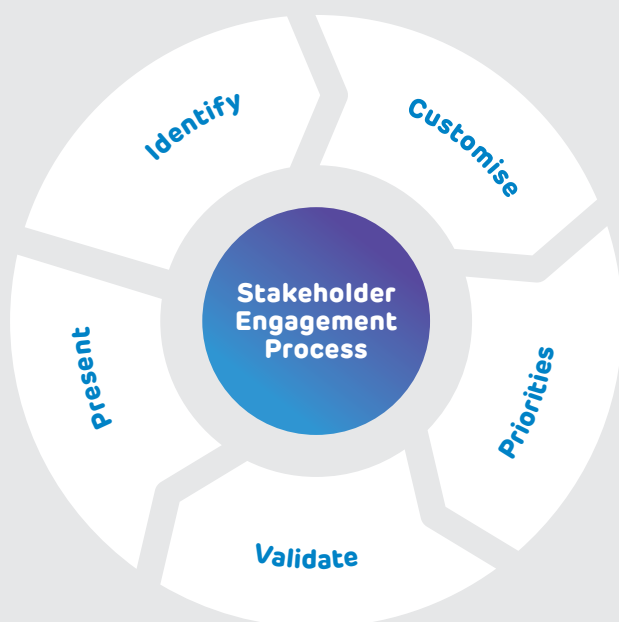 Identify
Customise
Priorities
Validate
Present
Stakeholder
Engagement
Process